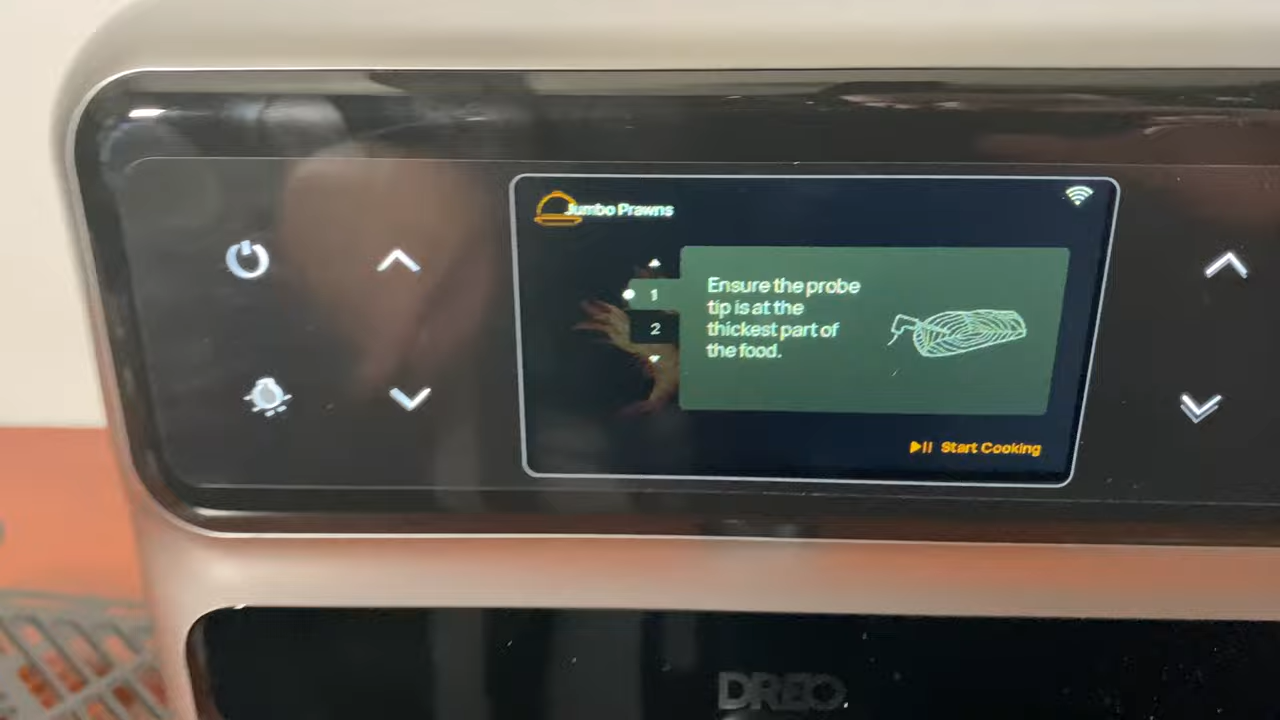 Jumbo Prawns
1
2
Ensure the probe
tip is at the
thickest part of
the food.
Start Cooking
DREO